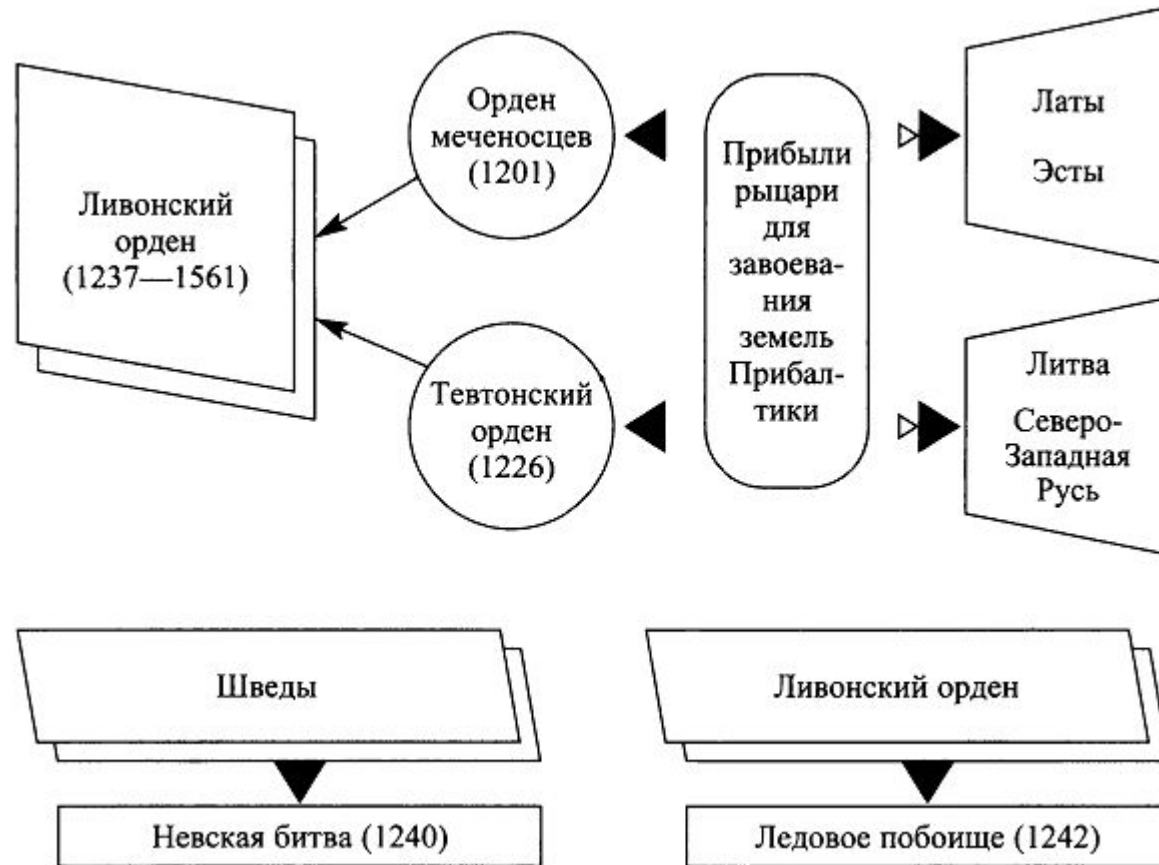 Ливонский
орден
(1237—1561)
Орден
меченосцев
(1201)
Тевтонский
орден
(1226)
Прибыли
рыцари
для
завоева-
ния
земель
Прибал-
тики
Латы
Эсты
Литва
Северо-
Западная
Русь
Шведы
Ливонский орден
Невская битва (1240)
Ледовое побоище (1242)